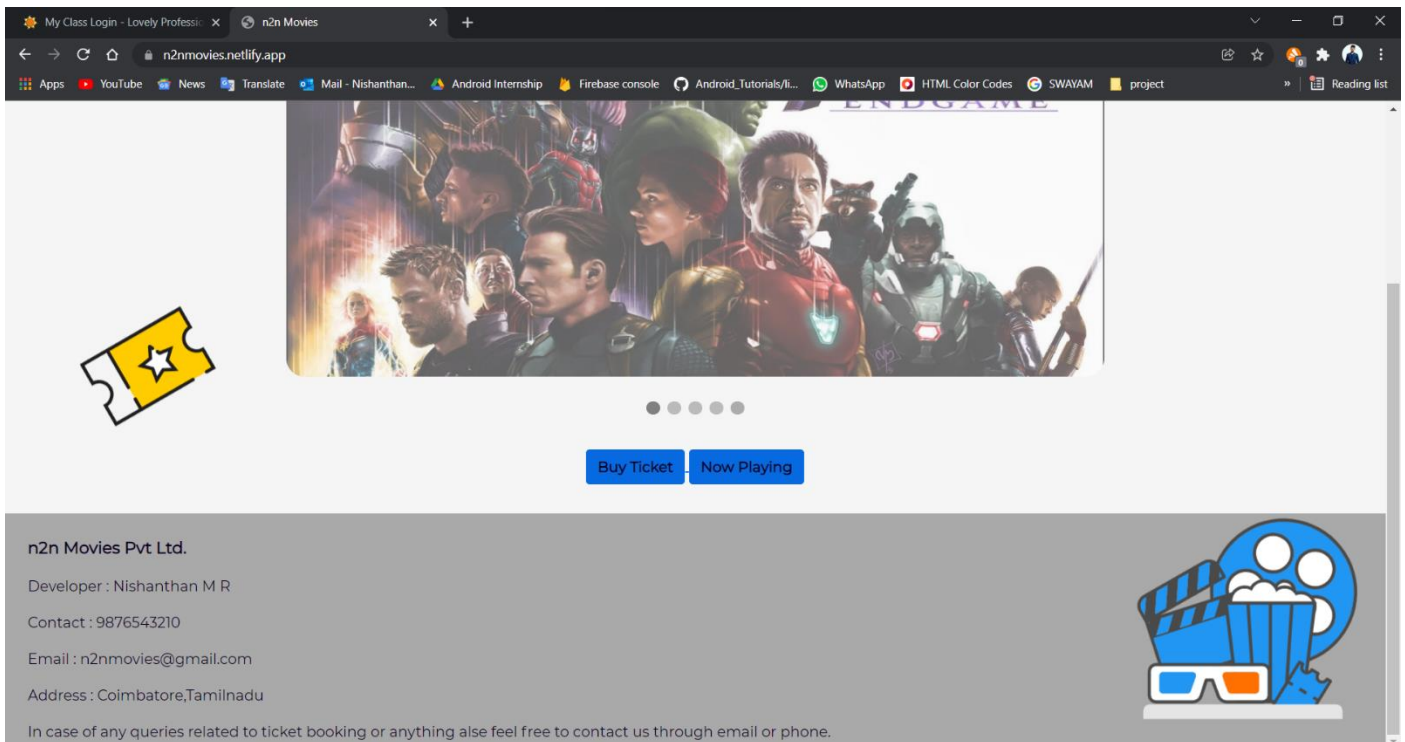 My Class Login - Lovely Professio
n2n Movies
n2nmovies.netlify.app
Apps YouTube News Translate Mail - Nishanthan... Android Internship Firebase console Android_Tutorials/li... WhatsApp HTML Color Codes SWAYAM project » Reading list
0
ENDGAME
Buy Ticket Now Playing
n2n Movies Pvt Ltd.
Developer : Nishanthan M R
Contact : 9876543210
Email : n2nmovies@gmail.com
Address : Coimbatore,Tamilnadu
In case of any queries related to ticket booking or anything alse feel free to contact us through email or phone.